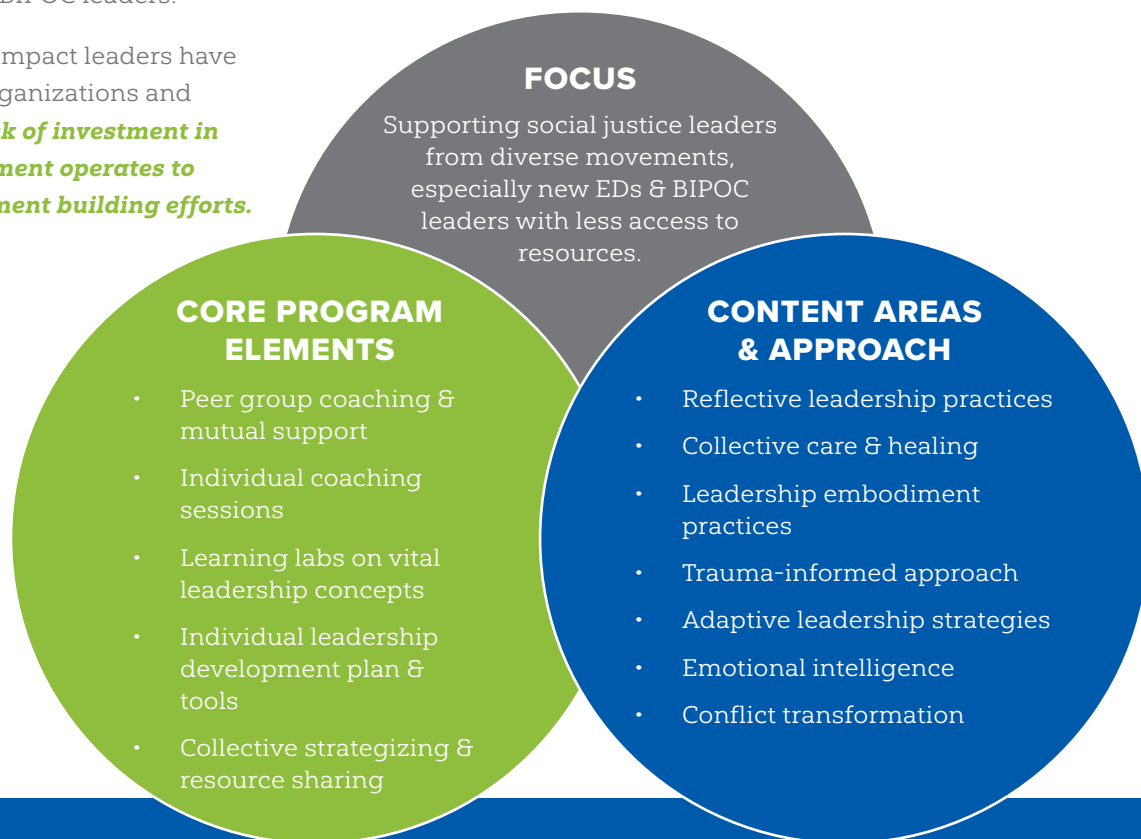 BIPOC leaders.
impact leaders have
ganizations and
k of investment in
ment operates to
ment building efforts.
FOCUS
Supporting social justice leaders
from diverse movements,
especially new EDs & BIPOC
leaders with less access to
resources.
CORE PROGRAM
ELEMENTS
• Peer group coaching &
mutual support
• Individual coaching
sessions
• Learning labs on vital
leadership concepts
• Individual leadership
development plan &
tools
• Collective strategizing &
resource sharing
CONTENT AREAS
& APPROACH
• Reflective leadership practices
• Collective care & healing
• Leadership embodiment
practices
• Trauma-informed approach
• Adaptive leadership strategies
• Emotional intelligence
• Conflict transformation